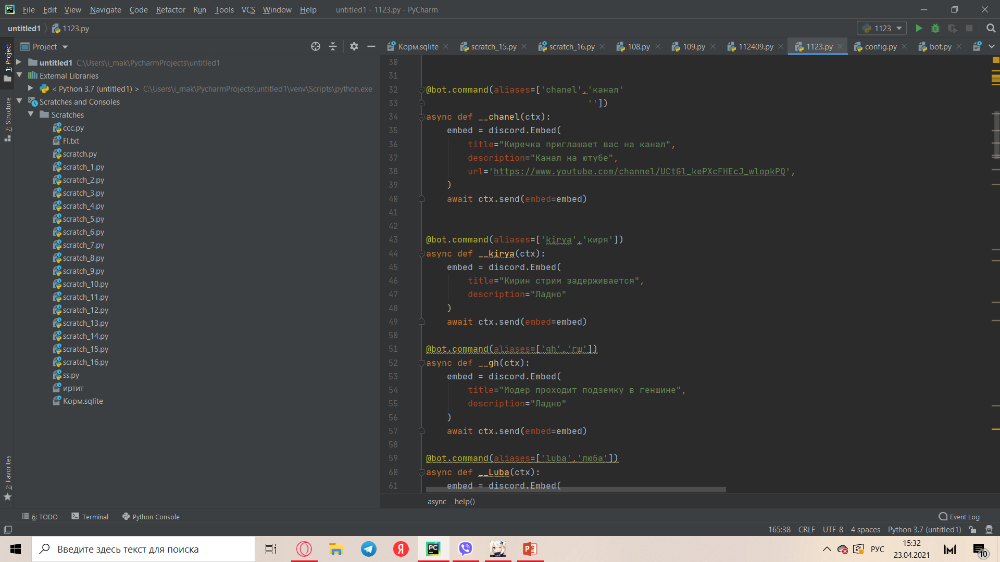 File Edit View Navigate Code Refactor Run Tools VCS Window Help untitled1 - 1123.py - PyCharm
untitled1 1123.py 1123
Project
Корм.sqlite scratch_15.py scratch_16.py 108.py 109.py 112409.py 1123.py config.py bot.py
1: Project
7: Structure
2: Favorites
untitled1 C:\Users\i_mak\PycharmProjects\untitled1
External Libraries
< Python 3.7 (untitled1) > C:\Users\i_mak\PycharmProjects\untitled1\venv\Scripts\python.exe
Scratches and Consoles
Scratches
ccc.py
Fl.txt
scratch.py
scratch_1.py
scratch_2.py
scratch_3.py
scratch_4.py
scratch_5.py
scratch_6.py
scratch_7.py
scratch_8.py
scratch_9.py
scratch_10.py
scratch_11.py
scratch_12.py
scratch_13.py
scratch_14.py
scratch_15.py
scratch_16.py
ss.py
иртит
Корм.sqlite
30
31
32 @bot.command(aliases=['chanel','канал'
33 ''])
34 async def __chanel(ctx):
35 embed = discord.Embed(
36 title="Киречка приглашает вас на канал",
37 description="Канал на ютубе",
38 url='https://www.youtube.com/channel/UCtGl_kePXcFHEcJ_wlopkPQ',
39 )
40 await ctx.send(embed=embed)
41
42
43 @bot.command(aliases=['kirya','киря'])
44 async def __kirya(ctx):
45 embed = discord.Embed(
46 title="Кирин стрим задерживается",
47 description="Ладно"
48 )
49 await ctx.send(embed=embed)
50
51 @bot.command(aliases=['gh','гш'])
52 async def __gh(ctx):
53 embed = discord.Embed(
54 title="Модер проходит подземку в геншине",
55 description="Ладно"
56 )
57 await ctx.send(embed=embed)
58
59 @bot.command(aliases=['luba','люба'])
60 async def __Luba(ctx):
61 embed = discord.Embed(
async __help()
6: TODO Terminal Python Console Event Log
165:38 CRLF UTF-8 4 spaces Python 3.7 (untitled1)
Введите здесь текст для поиска
РУС
15:32
23.04.2021
10